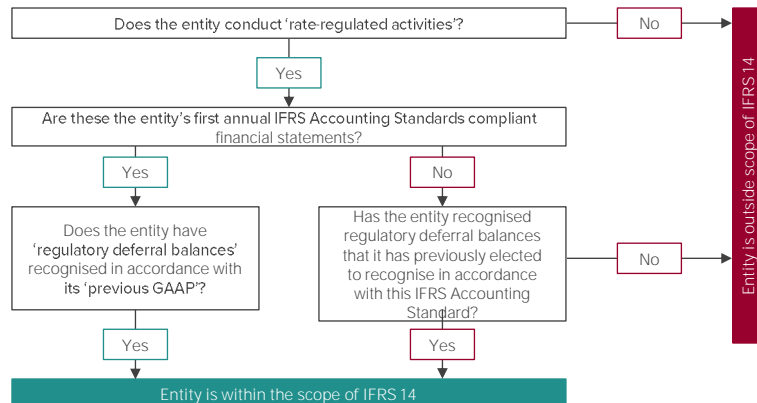 Does the entity conduct ‘rate-regulated activities’?
No
Yes
Are these the entity’s first annual IFRS Accounting Standards compliant
financial statements?
Yes
No
Does the entity have
‘regulatory deferral balances’
recognised in accordance with
its ‘previous GAAP’?
Has the entity recognised
regulatory deferral balances
that it has previously elected
to recognise in accordance
with this IFRS Accounting
Standard?
No
Yes
Yes
Entity is within the scope of IFRS 14
Entity is outside scope of IFRS 14